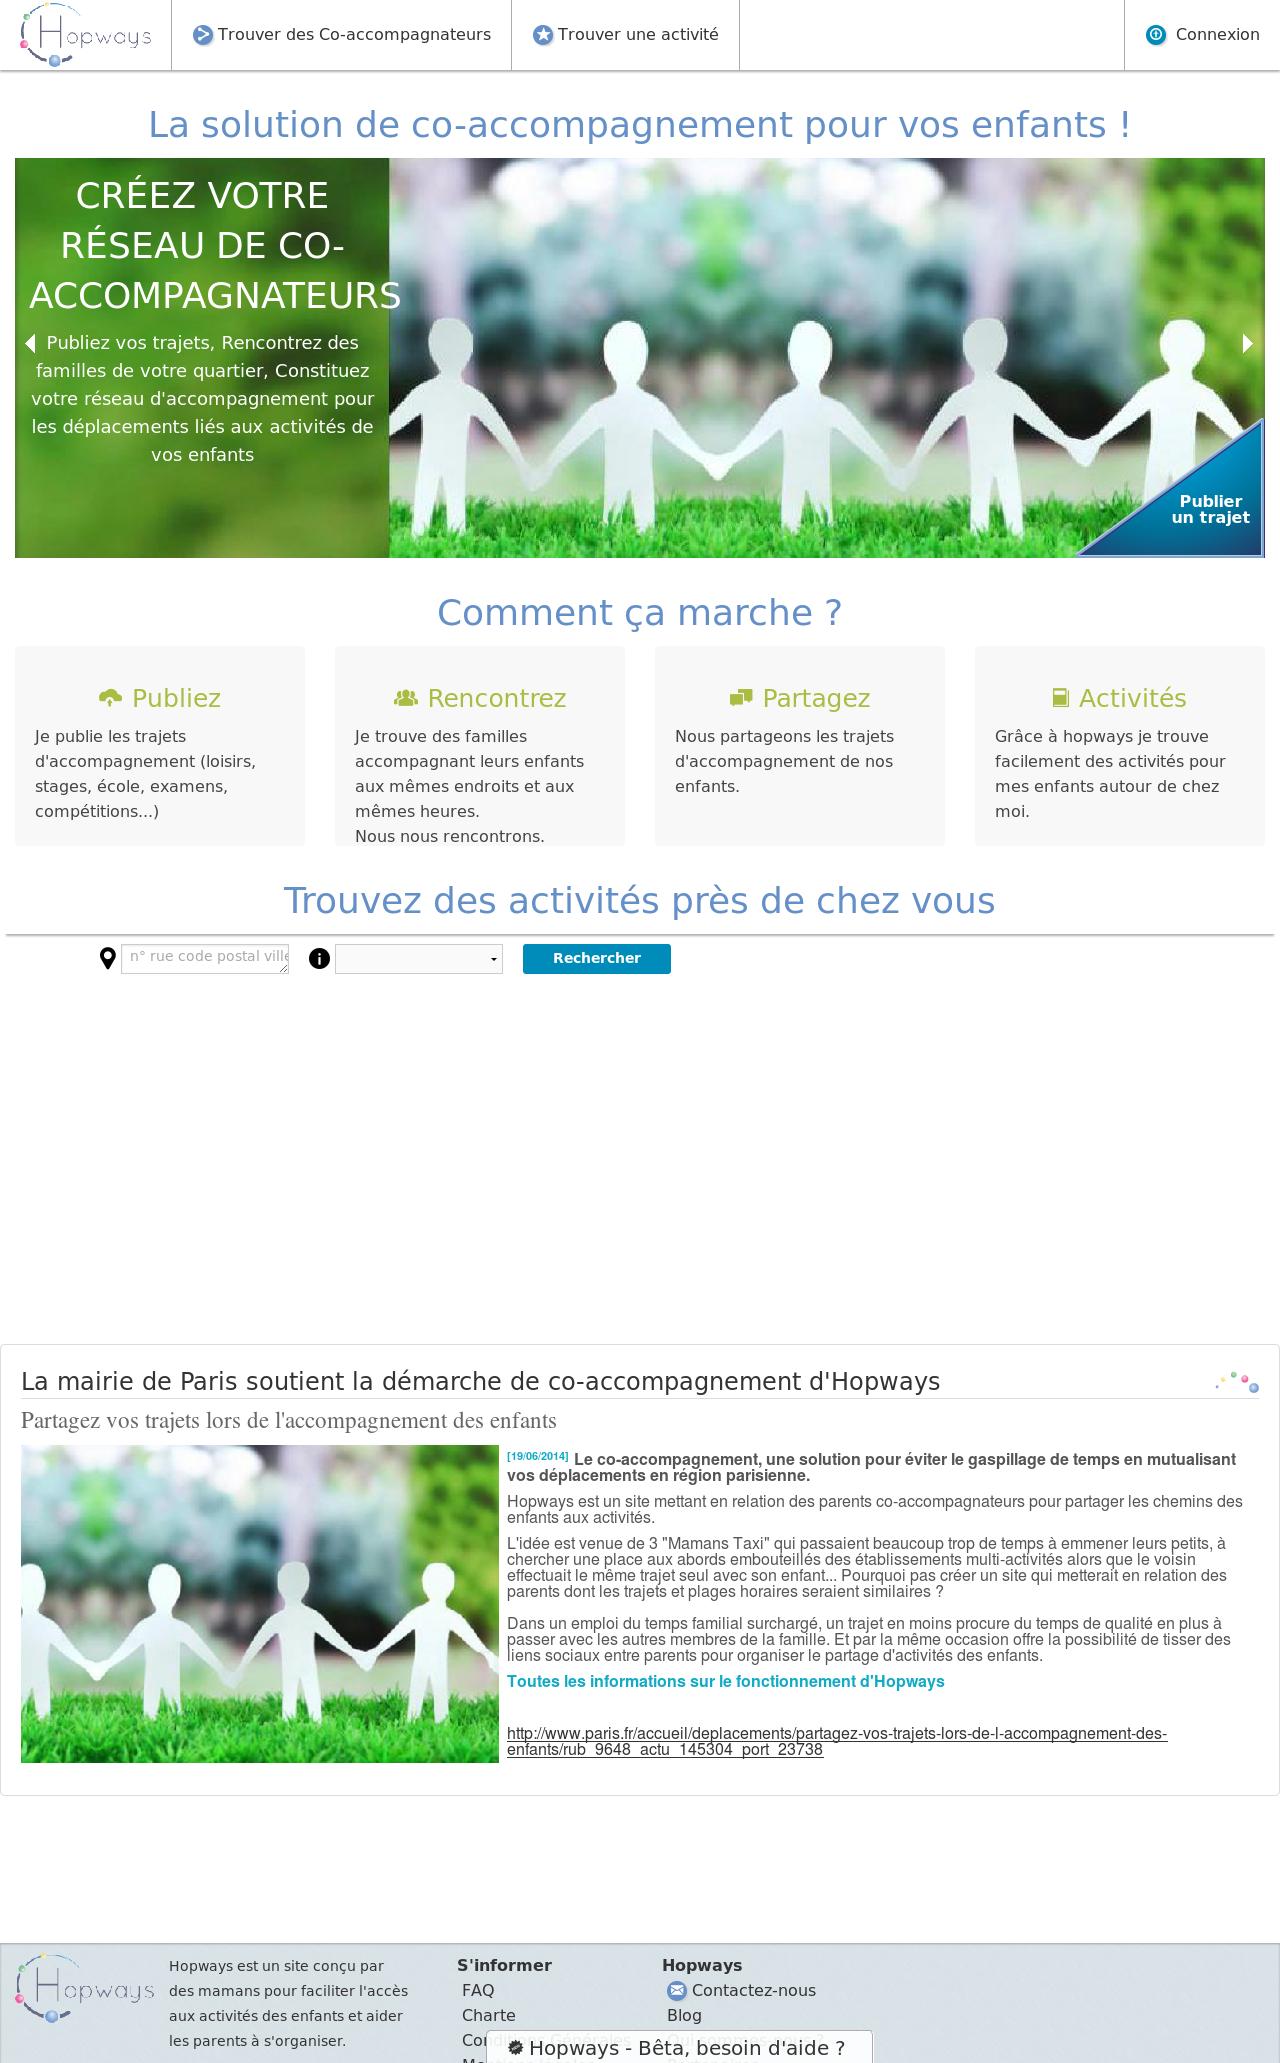 Hopways
Trouver des Co-accompagnateurs
Trouver une activité
Connexion
La solution de co-accompagnement pour vos enfants !
CRÉEZ VOTRE
RÉSEAU DE CO-
ACCOMPAGNATEURS
Publiez vos trajets, Rencontrez des
familles de votre quartier, Constituez
votre réseau d'accompagnement pour
les déplacements liés aux activités de
vos enfants
Publier
un trajet
Comment ça marche ?
Publiez
Je publie les trajets
d'accompagnement (loisirs,
stages, école, examens,
compétitions...)
Rencontrez
Je trouve des familles
accompagnant leurs enfants
aux mêmes endroits et aux
mêmes heures.
Nous nous rencontrons.
Partagez
Nous partageons les trajets
d'accompagnement de nos
enfants.
Activités
Grâce à hopways je trouve
facilement des activités pour
mes enfants autour de chez
moi.
Trouvez des activités près de chez vous
n° rue code postal ville
Rechercher
La mairie de Paris soutient la démarche de co-accompagnement d'Hopways
Partagez vos trajets lors de l'accompagnement des enfants
[19/06/2014] Le co-accompagnement, une solution pour éviter le gaspillage de temps en mutualisant
vos déplacements en région parisienne.
Hopways est un site mettant en relation des parents co-accompagnateurs pour partager les chemins des
enfants aux activités.
L'idée est venue de 3 "Mamans Taxi" qui passaient beaucoup trop de temps à emmener leurs petits, à
chercher une place aux abords embouteillés des établissements multi-activités alors que le voisin
effectuait le même trajet seul avec son enfant... Pourquoi pas créer un site qui metterait en relation des
parents dont les trajets et plages horaires seraient similaires ?
Dans un emploi du temps familial surchargé, un trajet en moins procure du temps de qualité en plus à
passer avec les autres membres de la famille. Et par la même occasion offre la possibilité de tisser des
liens sociaux entre parents pour organiser le partage d'activités des enfants.
Toutes les informations sur le fonctionnement d'Hopways
http://www.paris.fr/accueil/deplacements/partagez-vos-trajets-lors-de-l-accompagnement-des-
enfants/rub_9648_actu_145304_port_23738
Hopways
Hopways est un site conçu par
des mamans pour faciliter l'accès
aux activités des enfants et aider
les parents à s'organiser.
S'informer
FAQ
Charte
Conditions Générales
Hopways
Contactez-nous
Blog
Qui sommes-nous ?
Hopways - Bêta, besoin d'aide ?